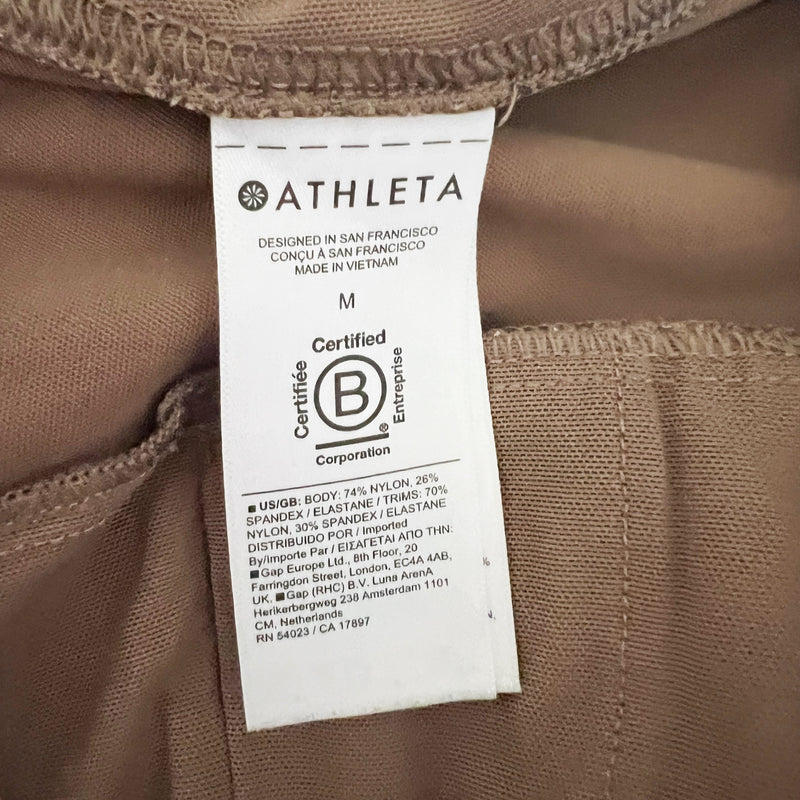 ATHLETA
DESIGNED IN SAN FRANCISCO
CONÇU À SAN FRANCISCO
MADE IN VIETNAM
M
Certified
Certifiée
B
Entreprise
®
Corporation
■ US/GB: BODY: 74% NYLON, 26%
SPANDEX / ELASTANE / TRIMS: 70%
NYLON, 30% SPANDEX / ELASTANE
DISTRIBUIDO POR / Imported
By/Importe Par / ΕΙΣΑΓΕΤΑΙ ΑΠΟ ΤΗΝ:
■Gap Europe Ltd., 8th Floor, 20
Farringdon Street, London, EC4A 4AB,
UK, ■Gap (RHC) B.V. Luna ArenA
Herikerbergweg 238 Amsterdam 1101
CM, Netherlands
RN 54023 / CA 17897
%